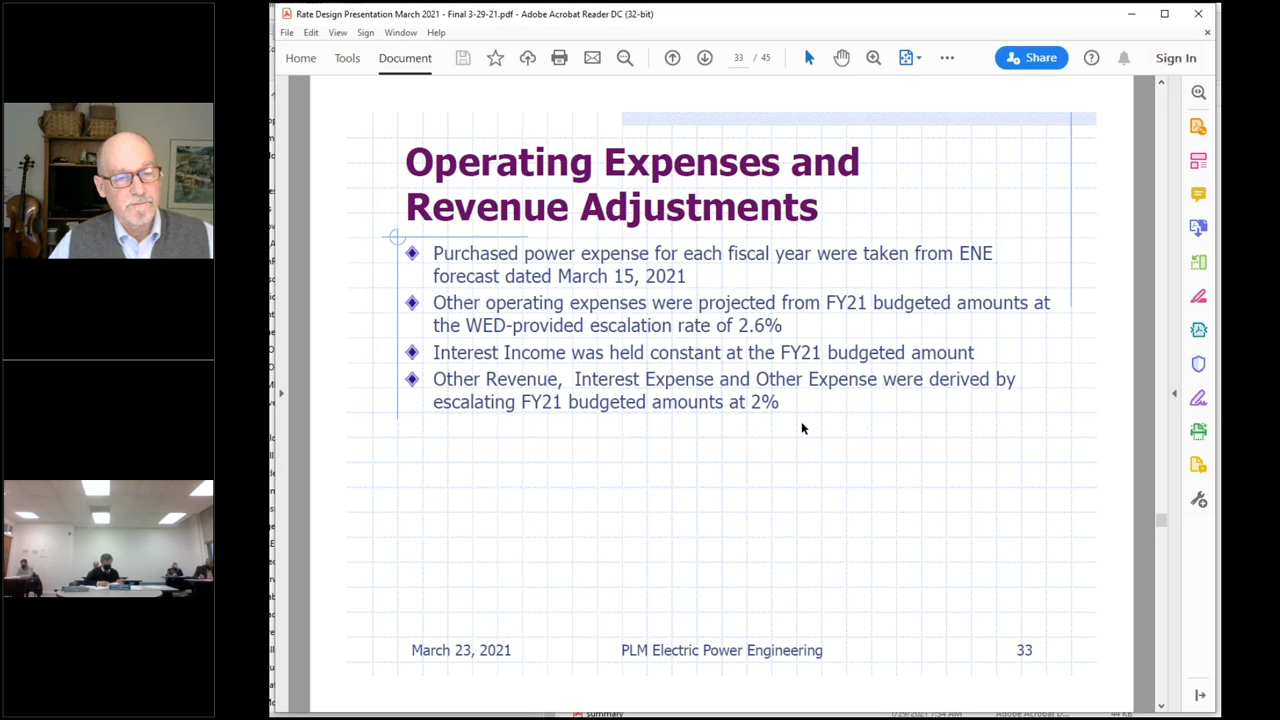 Rate Design Presentation March 2021 - Final 3-29-21.pdf - Adobe Acrobat Reader DC (32-bit)
File Edit View Sign Window Help
Home Tools Document 33 / 45 Share Sign In
Operating Expenses and
Revenue Adjustments
Purchased power expense for each fiscal year were taken from ENE
forecast dated March 15, 2021
Other operating expenses were projected from FY21 budgeted amounts at
the WED-provided escalation rate of 2.6%
Interest Income was held constant at the FY21 budgeted amount
Other Revenue, Interest Expense and Other Expense were derived by
escalating FY21 budgeted amounts at 2%
March 23, 2021 PLM Electric Power Engineering 33
summary